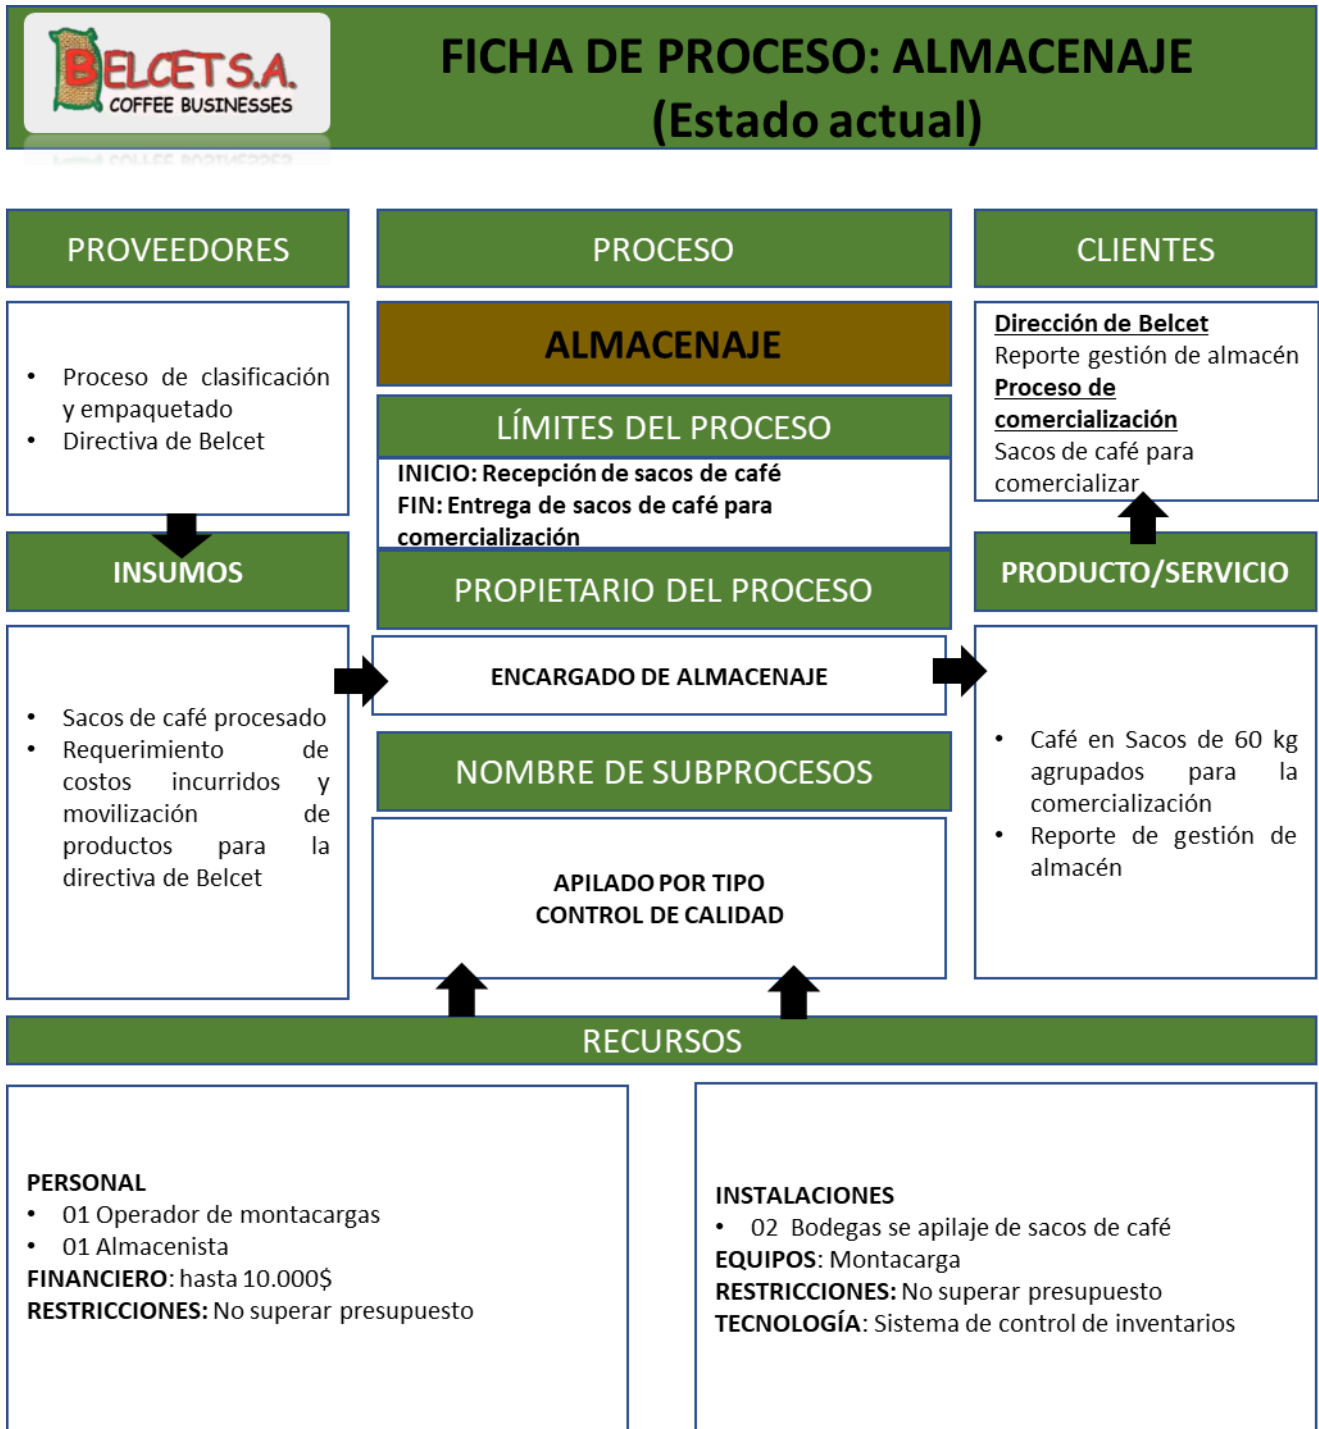 BELCET S.A.
COFFEE BUSINESSES
FICHA DE PROCESO: ALMACENAJE
(Estado actual)
PROVEEDORES
• Proceso de clasificación
y empaquetado
• Directiva de Belcet
INSUMOS
• Sacos de café procesado
• Requerimiento de
costos incurridos y
movilización de
productos para la
directiva de Belcet
PROCESO
ALMACENAJE
LÍMITES DEL PROCESO
INICIO: Recepción de sacos de café
FIN: Entrega de sacos de café para
comercialización
PROPIETARIO DEL PROCESO
ENCARGADO DE ALMACENAJE
NOMBRE DE SUBPROCESOS
APILADO POR TIPO
CONTROL DE CALIDAD
CLIENTES
Dirección de Belcet
Reporte gestión de almacén
Proceso de
comercialización
Sacos de café para
comercializar
PRODUCTO/SERVICIO
• Café en Sacos de 60 kg
agrupados para la
comercialización
• Reporte de gestión de
almacén
RECURSOS
PERSONAL
• 01 Operador de montacargas
• 01 Almacenista
FINANCIERO: hasta 10.000$
RESTRICCIONES: No superar presupuesto
INSTALACIONES
• 02 Bodegas se apilaje de sacos de café
EQUIPOS: Montacarga
RESTRICCIONES: No superar presupuesto
TECNOLOGÍA: Sistema de control de inventarios